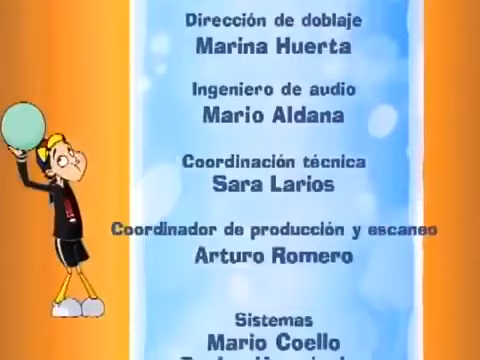 Dirección de doblaje
Marina Huerta
Ingeniero de audio
Mario Aldana
Coordinación técnica
Sara Larios
Coordinador de producción y escaneo
Arturo Romero
Sistemas
Mario Coello